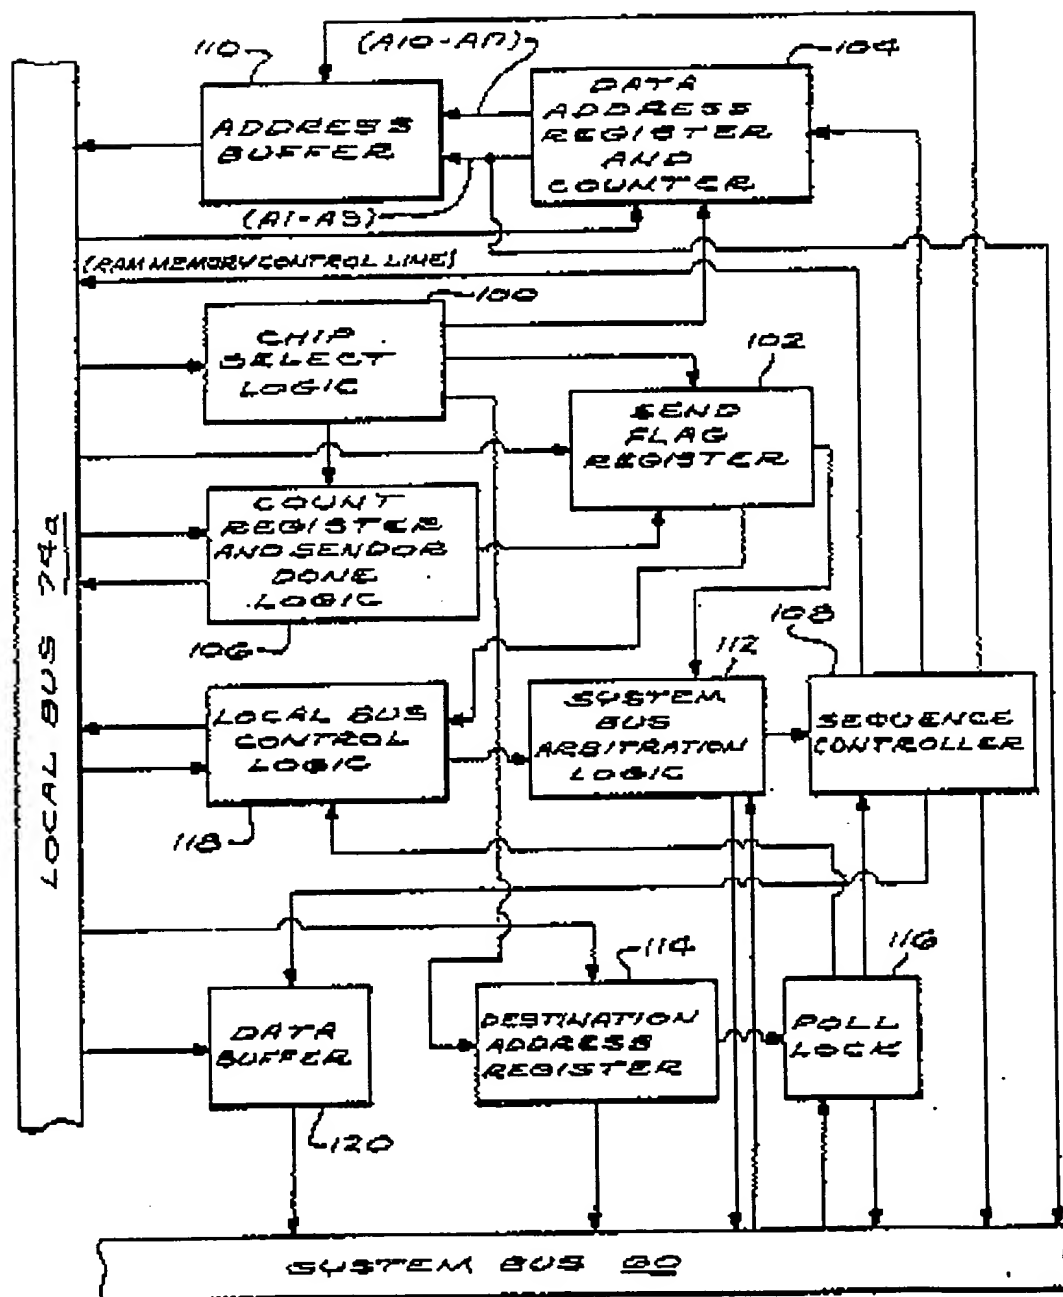 (A10-A17)
110
104
ADDRESS
BUFFER
DATA
ADDRESS
REGISTER
AND
COUNTER
(A1-A9)
(RAM MEMORY CONTROL LINE)
100
CHIP
SELECT
LOGIC
102
SEND
FLAG
REGISTER
COUNT
REGISTER
AND SENDOR
DONE
LOGIC
106
LOCAL BUS 74a
112
108
LOCAL BUS
CONTROL
LOGIC
118
SYSTEM
BUS
ARBITRATION
LOGIC
SEQUENCE
CONTROLLER
114
116
DATA
BUFFER
120
DESTINATION
ADDRESS
REGISTER
POLL
LOCK
SYSTEM BUS 80